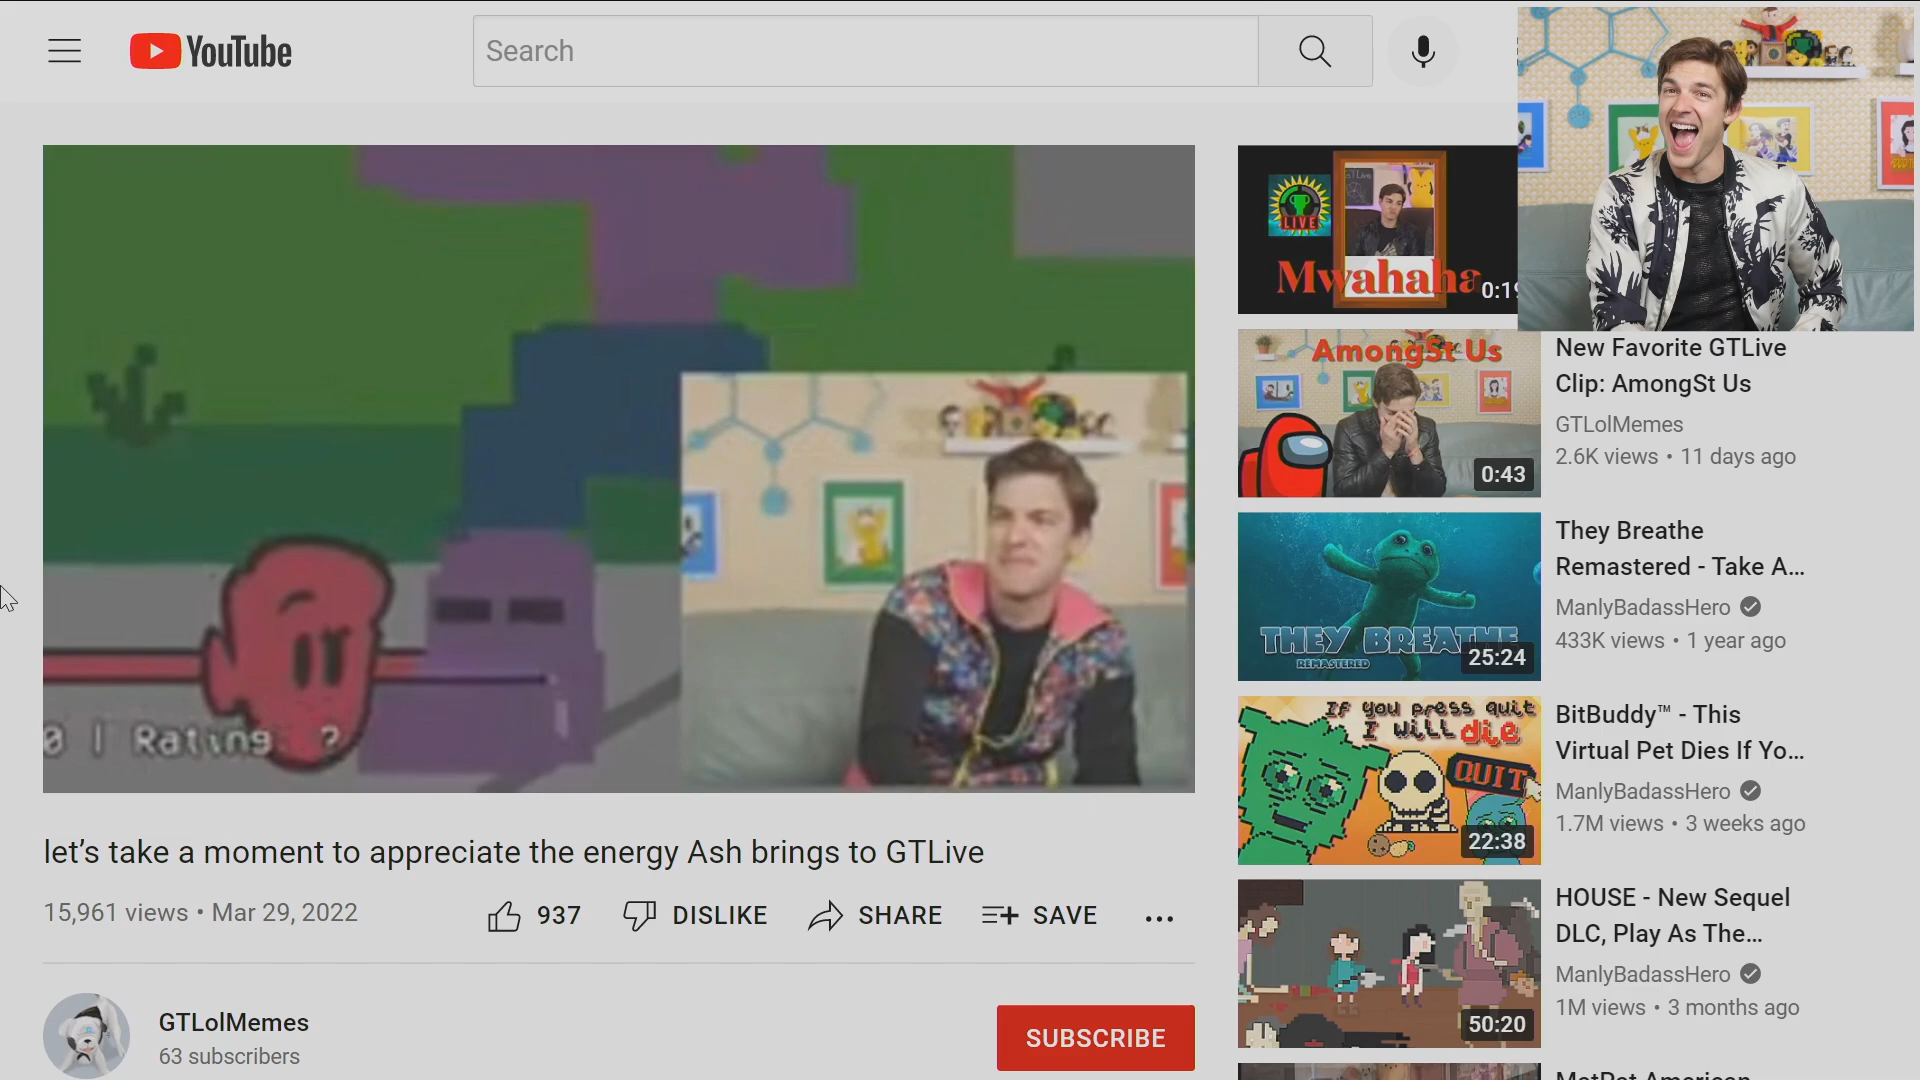 YouTube
Search
LIVE
Mwahaha
0:19
AmongSt Us
0:43
New Favorite GTLive
Clip: AmongSt Us
GTLolMemes
2.6K views • 11 days ago
THEY BREATHE
REMASTERED
25:24
They Breathe
Remastered - Take A...
ManlyBadassHero
433K views • 1 year ago
If you press quit
I will die
QUIT
22:38
BitBuddy™ - This
Virtual Pet Dies If Yo...
ManlyBadassHero
1.7M views • 3 weeks ago
50:20
HOUSE - New Sequel
DLC, Play As The...
ManlyBadassHero
1M views • 3 months ago
0 | Rating: ?
let's take a moment to appreciate the energy Ash brings to GTLive
15,961 views • Mar 29, 2022
937
DISLIKE
SHARE
SAVE
GTLolMemes
63 subscribers
SUBSCRIBE
MatPat American